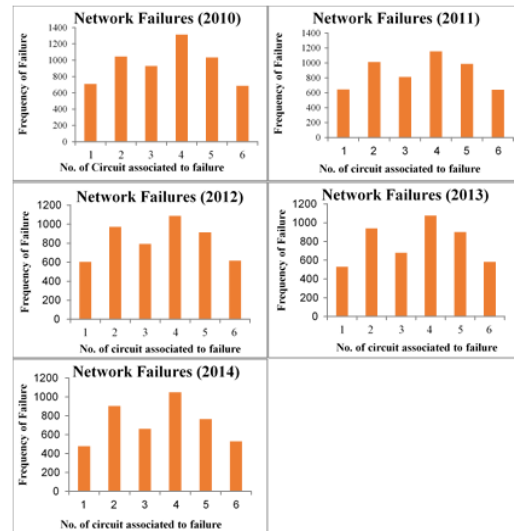 Network Failures (2010)
Frequency of Failure
1400
1200
1000
800
600
400
200
0
1 2 3 4 5 6
No. of Circuit associated to failure
Network Failures (2011)
Frequency of Failure
1400
1200
1000
800
600
400
200
0
1 2 3 4 5 6
No. of circuit associated to failure
Network Failures (2012)
Frequency of Failure
1200
1000
800
600
400
200
0
1 2 3 4 5 6
No. of circuit associated to failure
Network Failures (2013)
Frequency of Failure
1200
1000
800
600
400
200
0
1 2 3 4 5 6
No. of circuit associated to failure
Network Failures (2014)
Frequency of Failure
1200
1000
800
600
400
200
0
1 2 3 4 5 6
No. of circuit associated to failure